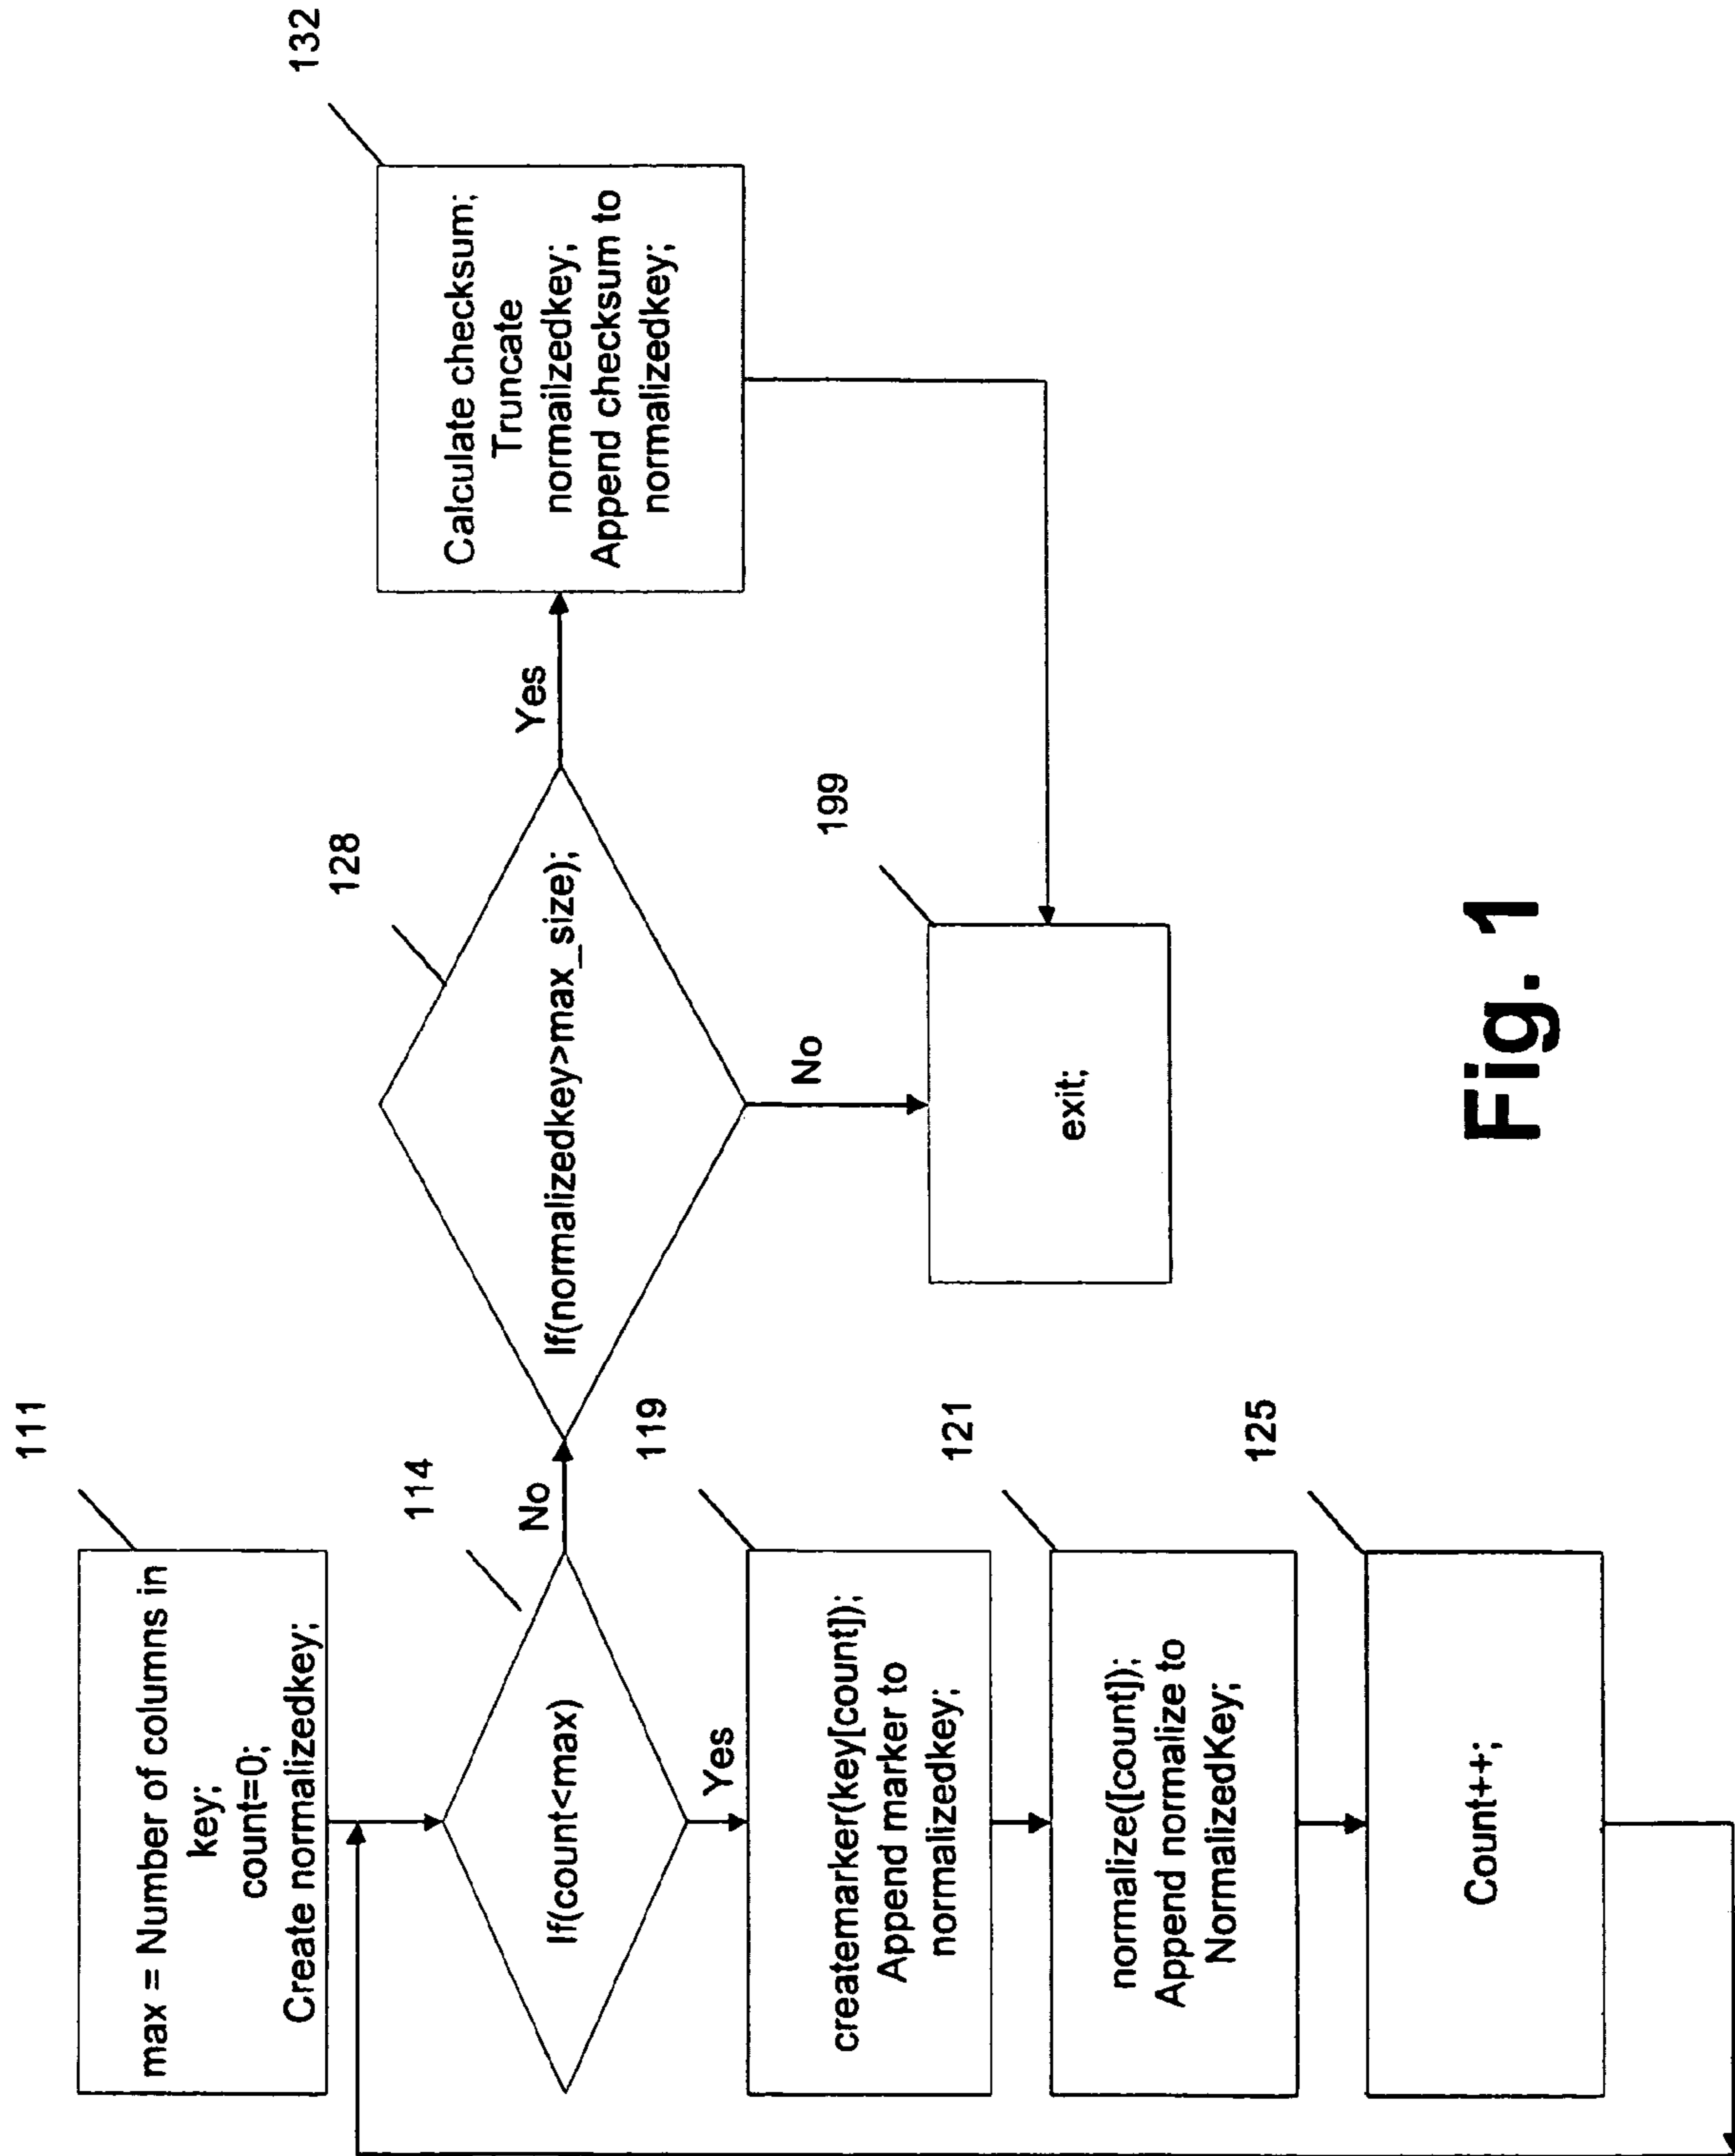 111
max = Number of columns in
key;
count=0;
Create normalizedkey;
114
If(count<max)
No
Yes
119
createmarker(key[count]);
Append marker to
normalizedkey;
121
normalize([count]);
Append normalize to
NormalizedKey;
125
Count++;
128
If(normalizedkey>max_size);
Yes
No
132
Calculate checksum;
Truncate
normailzedkey;
Append checksum to
normalizedkey;
199
exit;
Fig. 1